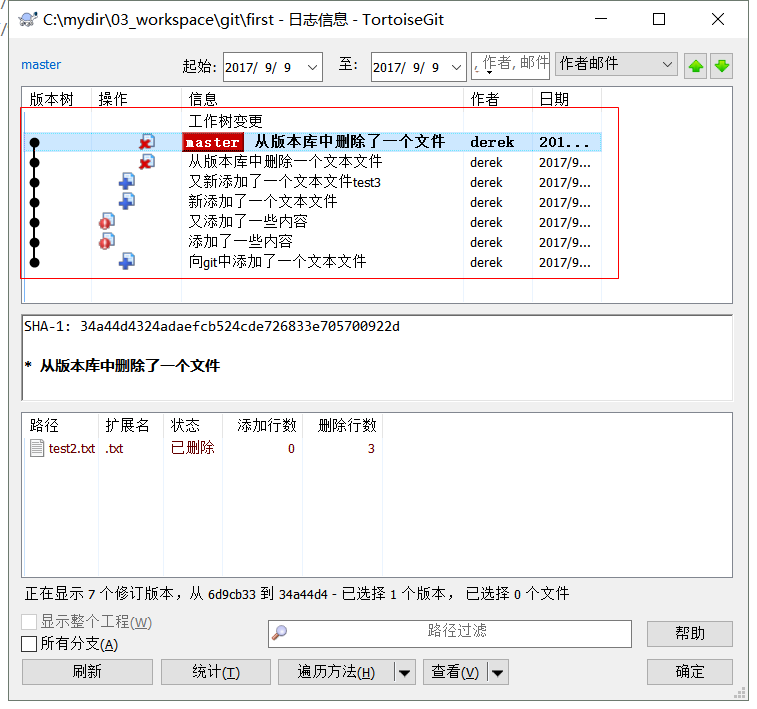 C:\mydir\03_workspace\git\first - 日志信息 - TortoiseGit
master 起始: 2017/ 9/ 9 至: 2017/ 9/ 9 作者, 邮件 作者邮件
版本树 操作 信息 作者 日期
工作树变更
master 从版本库中删除了一个文件 derek 201...
从版本库中删除一个文本文件 derek 2017/9...
又新添加了一个文本文件test3 derek 2017/9...
新添加了一个文本文件 derek 2017/9...
又添加了一些内容 derek 2017/9...
添加了一些内容 derek 2017/9...
向git中添加了一个文本文件 derek 2017/9...
SHA-1: 34a44d4324adaefcb524cde726833e705700922d
* 从版本库中删除了一个文件
路径 扩展名 状态 添加行数 删除行数
test2.txt .txt 已删除 0 3
正在显示 7 个修订版本，从 6d9cb33 到 34a44d4 - 已选择 1 个版本， 已选择 0 个文件
显示整个工程(W)
所有分支(A) 路径过滤 帮助
刷新 统计(T) 遍历方法(H) 查看(V) 确定